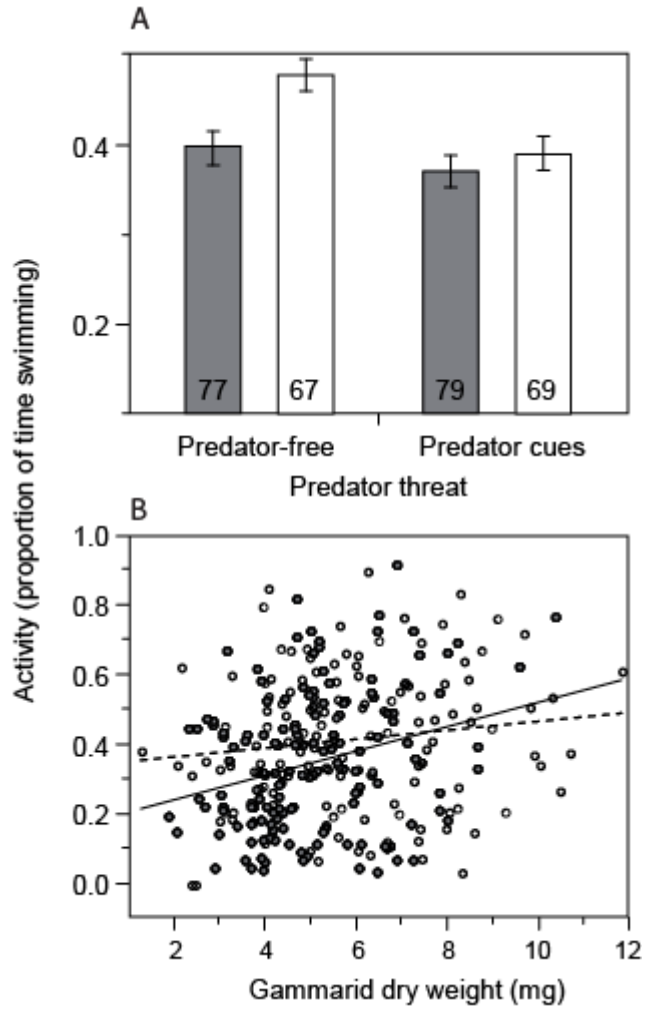 A
0.4
0.2
77 67 79 69
Predator-free Predator cues
Predator threat
Activity (proportion of time swimming)
B
1.0
0.8
0.6
0.4
0.2
0.0
2 4 6 8 10 12
Gammarid dry weight (mg)